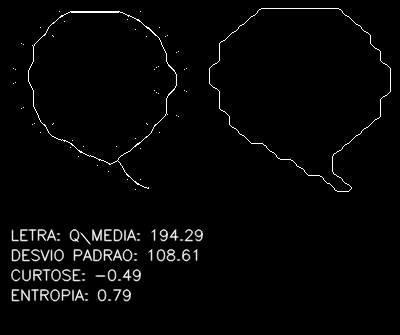 LETRA: Q\MEDIA: 194.29
DESVIO PADRAO: 108.61
CURTOSE: -0.49
ENTROPIA: 0.79